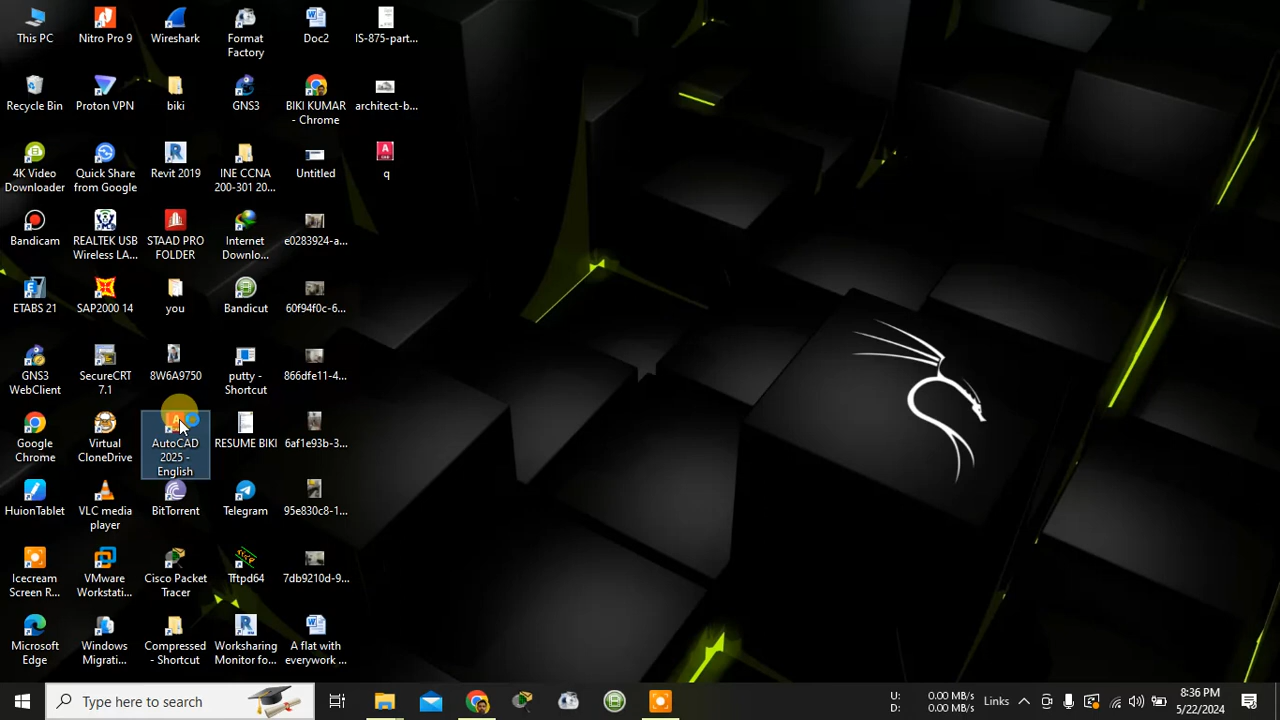 This PC
Nitro Pro 9
Wireshark
Format
Factory
Doc2
IS-875-part...
Recycle Bin
Proton VPN
biki
GNS3
BIKI KUMAR
- Chrome
architect-b...
4K Video
Downloader
Quick Share
from Google
Revit 2019
INE CCNA
200-301 20...
Untitled
q
Bandicam
REALTEK USB
Wireless LA...
STAAD PRO
FOLDER
Internet
Downlo...
e0283924-a...
ETABS 21
SAP2000 14
you
Bandicut
60f94f0c-6...
GNS3
WebClient
SecureCRT
7.1
8W6A9750
putty -
Shortcut
866dfe11-4...
Google
Chrome
Virtual
CloneDrive
AutoCAD
2025 -
English
RESUME BIKI
6af1e93b-3...
HuionTablet
VLC media
player
BitTorrent
Telegram
95e830c8-1...
Icecream
Screen R...
VMware
Workstati...
Cisco Packet
Tracer
Tftpd64
7db9210d-9...
Microsoft
Edge
Windows
Migrati...
Compressed
- Shortcut
Worksharing
Monitor fo...
A flat with
everywork ...
Type here to search
U: 0.00 MB/s
D: 0.00 MB/s
Links
8:36 PM
5/22/2024